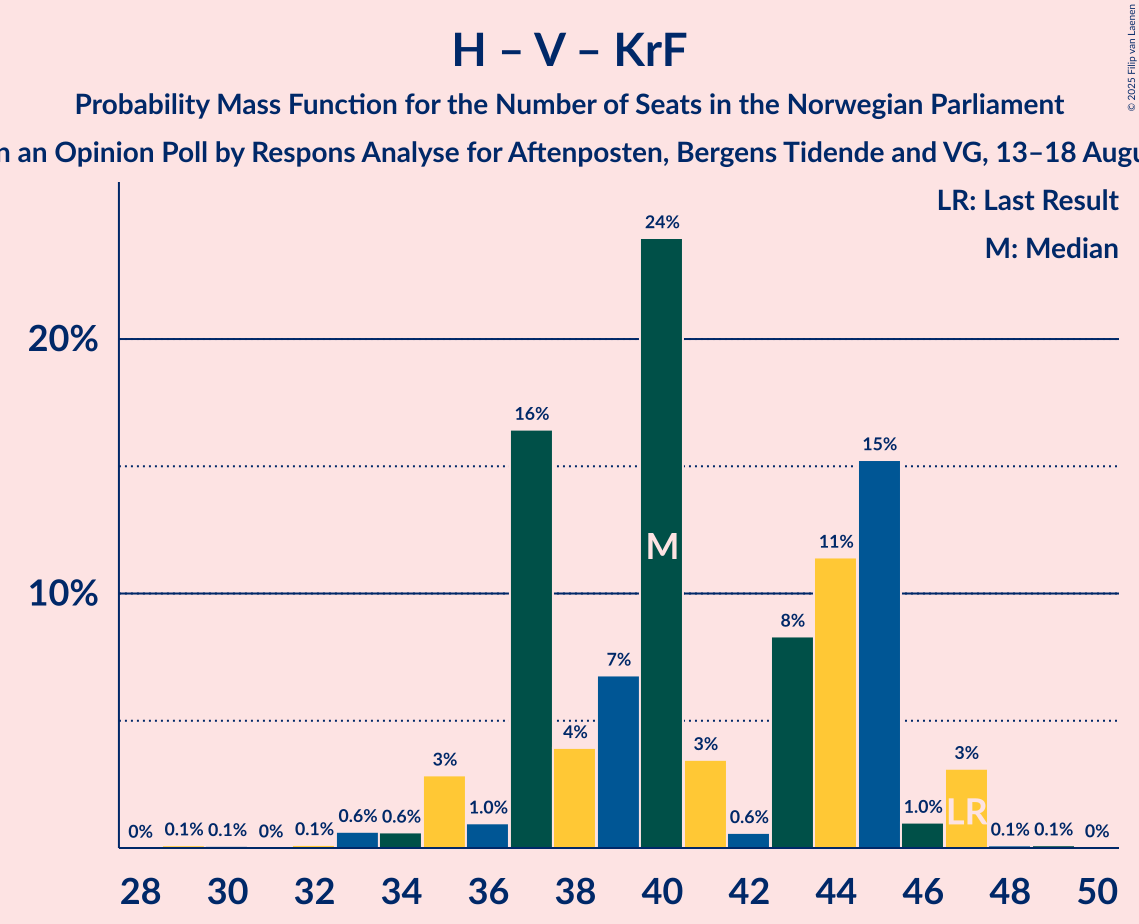 H – V – KrF
Probability Mass Function for the Number of Seats in the Norwegian Parliament
an Opinion Poll by Respons Analyse for Aftenposten, Bergens Tidende and VG, 13–18
© 2025 Filip van Laenen
LR: Last Result
M: Median
24%
20%
16%
15%
M
11%
10%
8%
7%
4%
3%
3%
3%
LR
0% 0.1% 0.1% 0% 0.1% 0.6% 0.6% 1.0% 0.6% 1.0% 0.1% 0.1% 0%
28 30 32 34 36 38 40 42 44 46 48 50